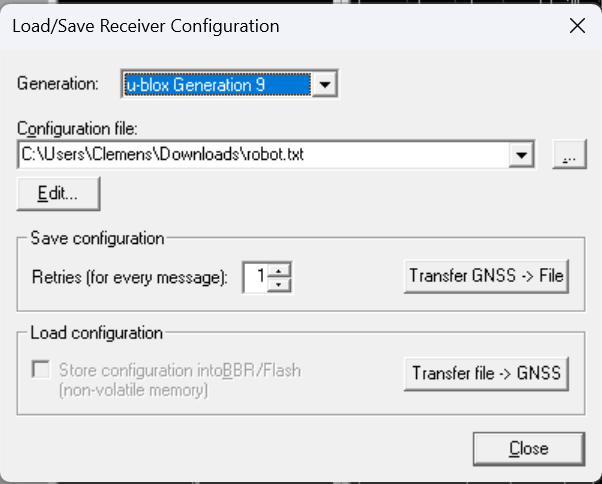 Load/Save Receiver Configuration
Generation: u-blox Generation 9
Configuration file:
C:\Users\Clemens\Downloads\robot.txt
...
Edit...
Save configuration
Retries (for every message): 1
Transfer GNSS -> File
Load configuration
Store configuration intoBBR/Flash
(non-volatile memory)
Transfer file -> GNSS
Close